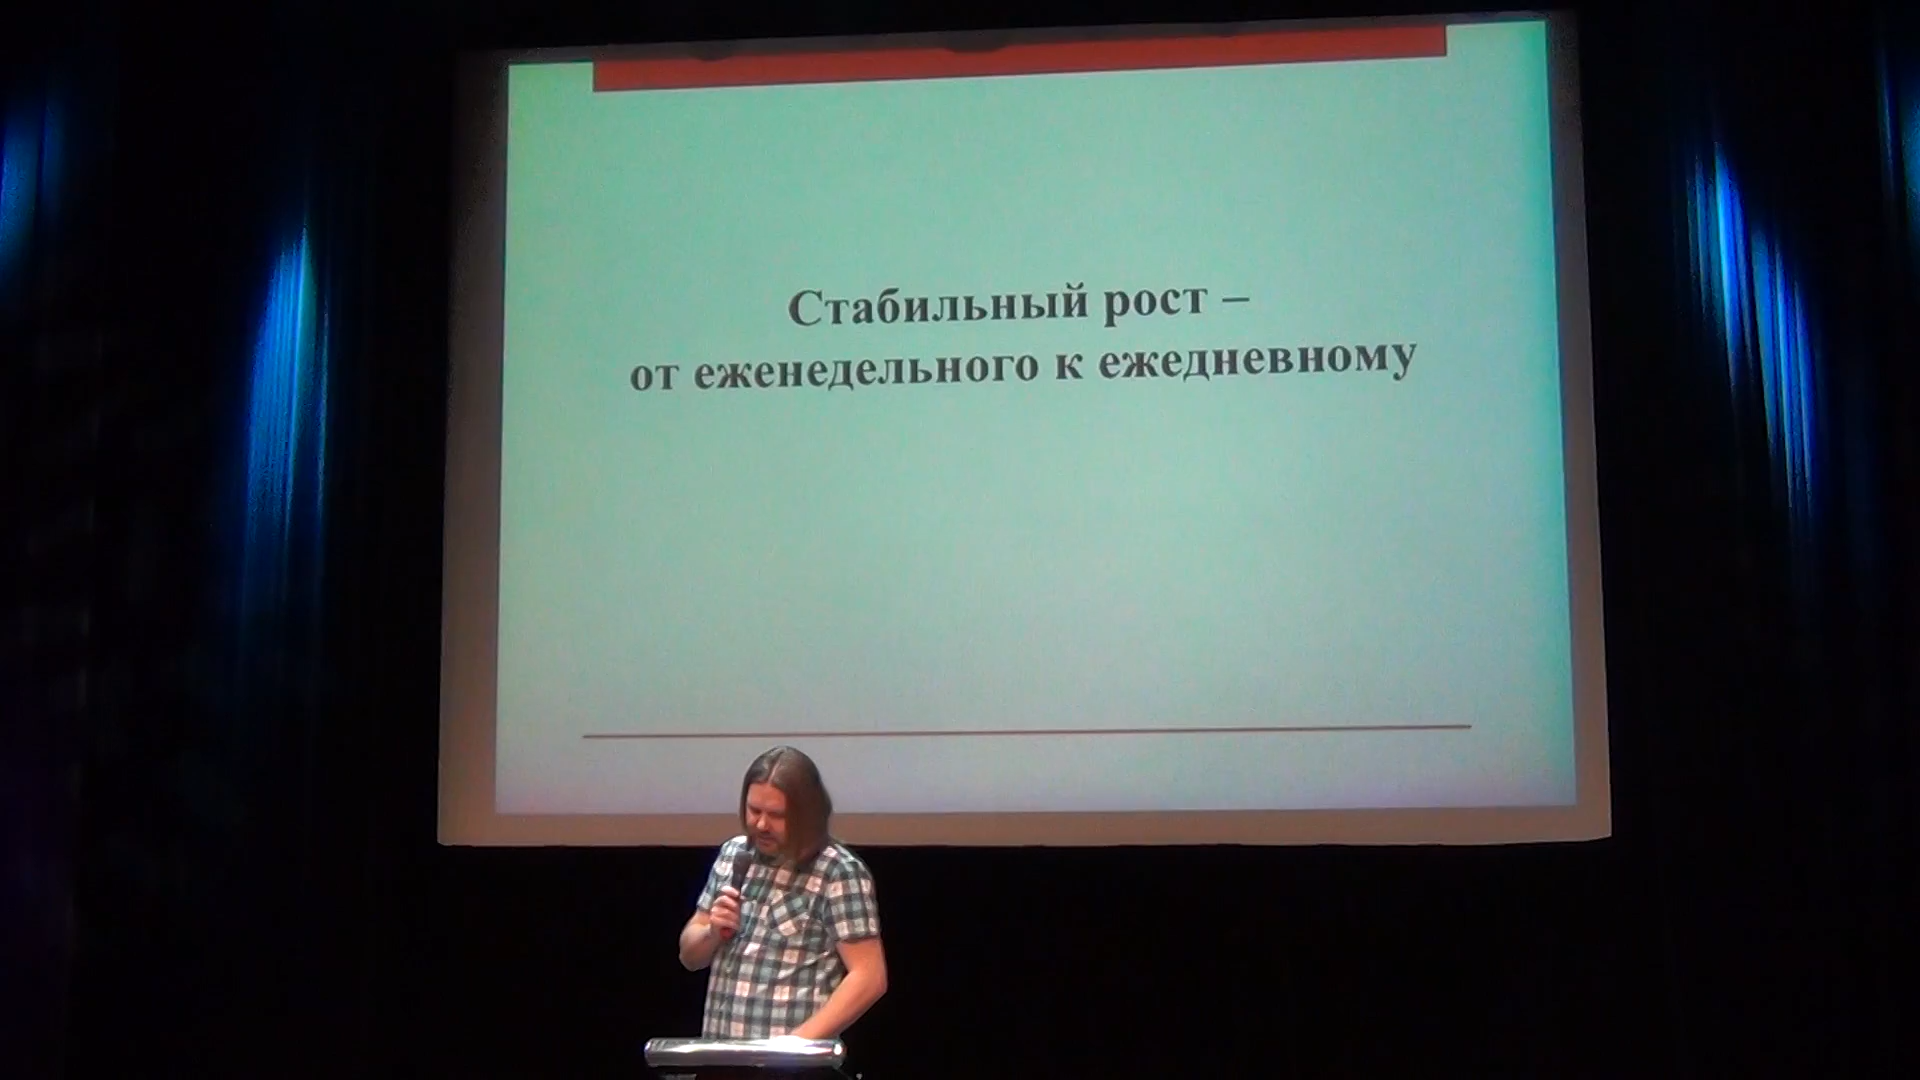 Стабильный рост –
от еженедельного к ежедневному